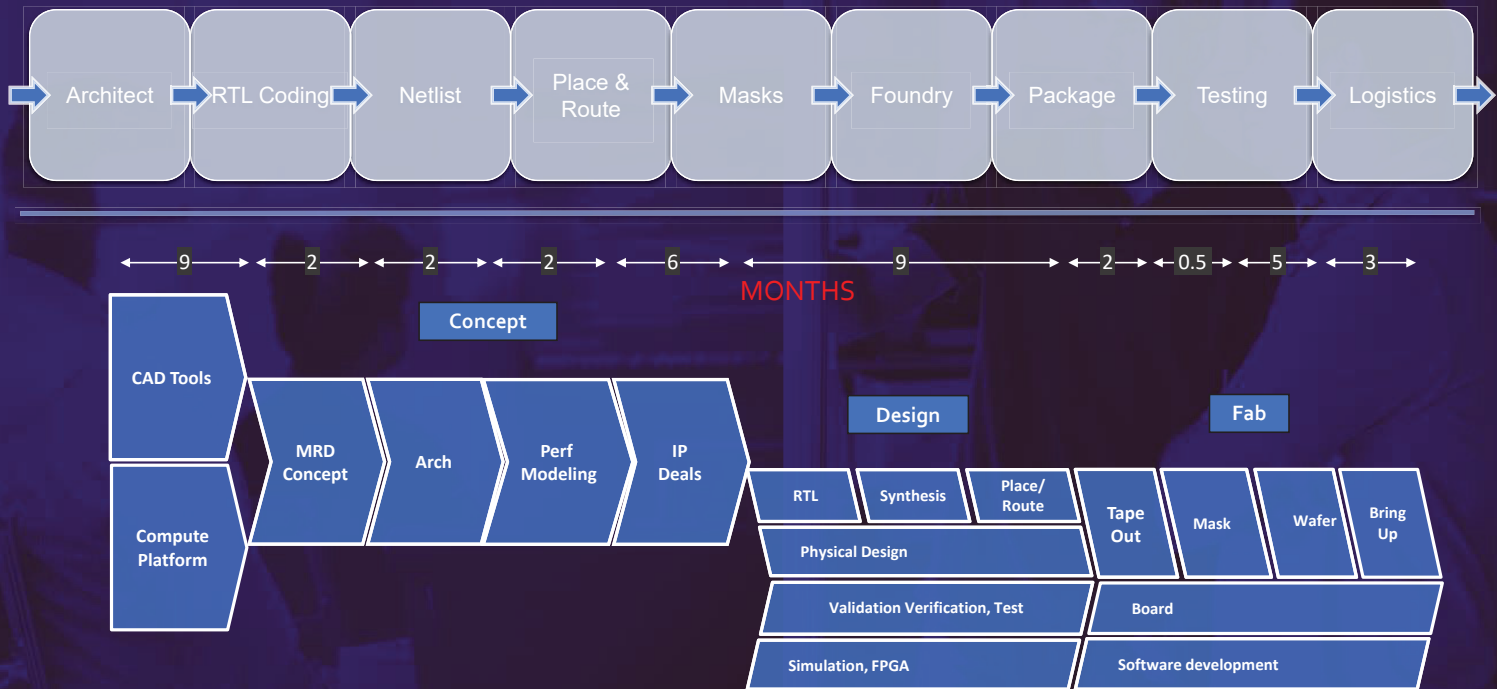 Architect
RTL Coding
Netlist
Place &
Route
Masks
Foundry
Package
Testing
Logistics
9
2
2
2
6
9
2
0.5
5
3
MONTHS
Concept
CAD Tools
Compute
Platform
MRD
Concept
Arch
Perf
Modeling
IP
Deals
Design
RTL
Synthesis
Place/
Route
Physical Design
Validation Verification, Test
Simulation, FPGA
Fab
Tape
Out
Mask
Wafer
Bring
Up
Board
Software development